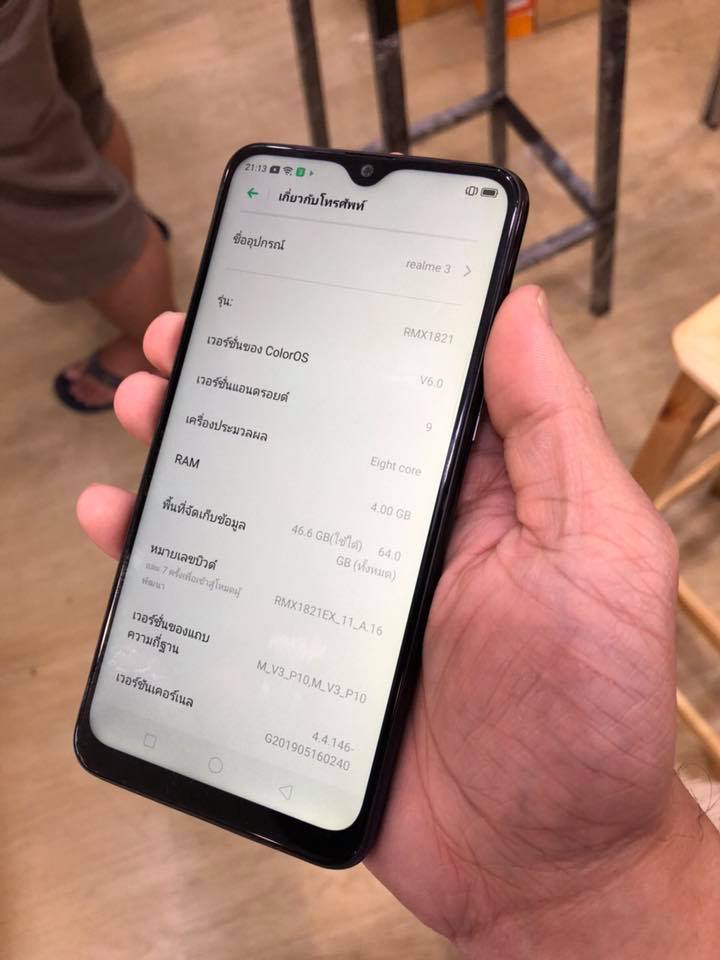 21:13
เกี่ยวกับโทรศัพท์
ชื่ออุปกรณ์ realme 3
รุ่น: RMX1821
เวอร์ชั่นของ ColorOS V6.0
เวอร์ชั่นแอนดรอยด์ 9
เครื่องประมวลผล Eight core
RAM 4.00 GB
พื้นที่จัดเก็บข้อมูล 46.6 GB(ใช้ได้) 64.0
GB (ทั้งหมด)
หมายเลขบิวด์ RMX1821EX_11_A.16
แตะ 7 ครั้งเพื่อเข้าสู่โหมดผู้
พัฒนา
เวอร์ชั่นของแถบ M_V3_P10,M_V3_P10
ความถี่ฐาน
เวอร์ชันเคอร์เนล 4.4.146-
G201905160240